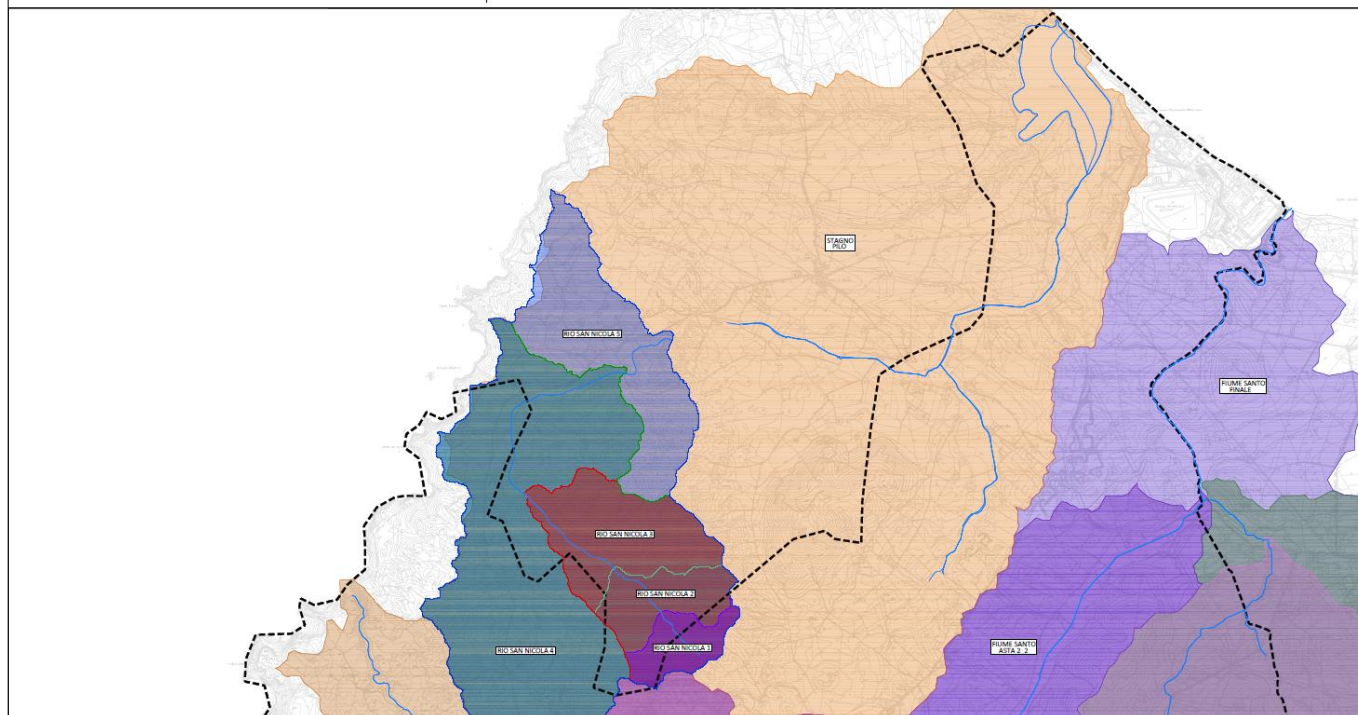 STAGNO
PILO
RIO SAN NICOLA 5
FIUME SANTO
FINALE
RIO SAN NICOLA 3
RIO SAN NICOLA 2
RIO SAN NICOLA 1
RIO SAN NICOLA 4
FIUME SANTO
ASTA 2_2